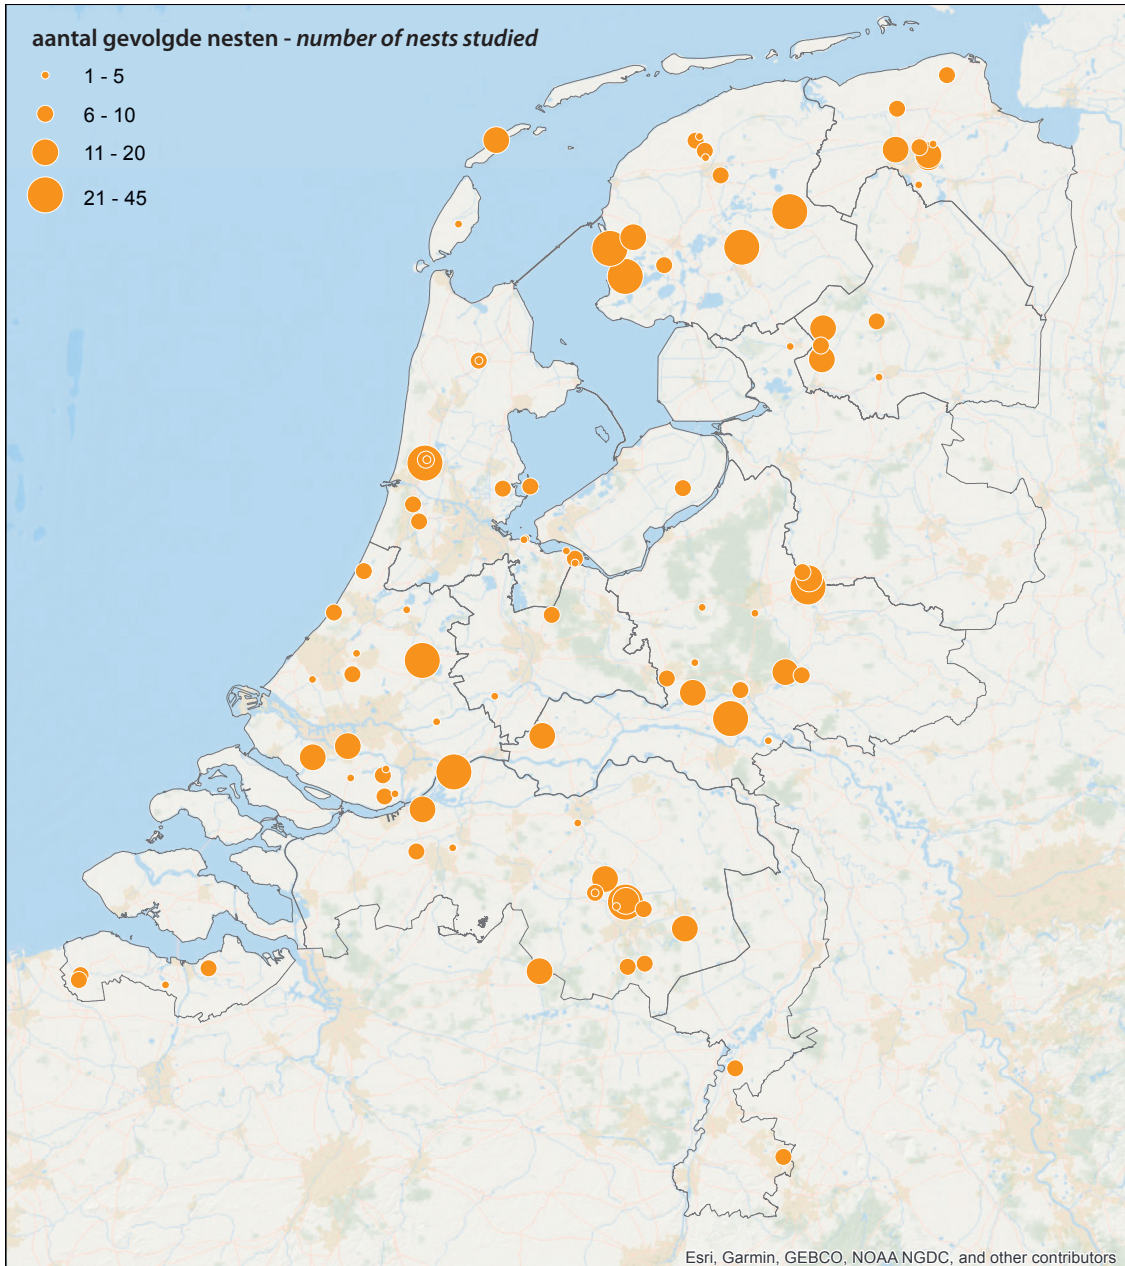 aantal gevolgde nesten - number of nests studied
1 - 5
6 - 10
11 - 20
21 - 45
Esri, Garmin, GEBCO, NOAA NGDC, and other contributors